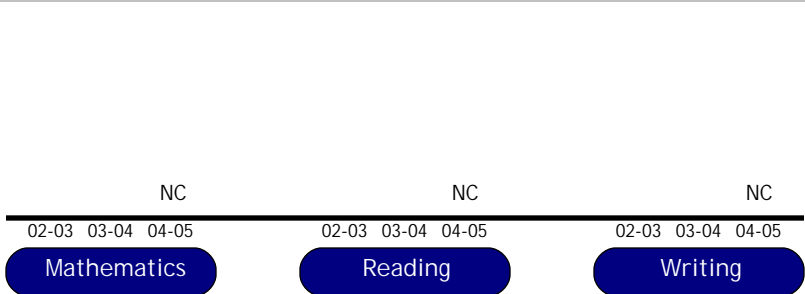 NC NC NC
02-03 03-04 04-05 02-03 03-04 04-05 02-03 03-04 04-05
Mathematics Reading Writing